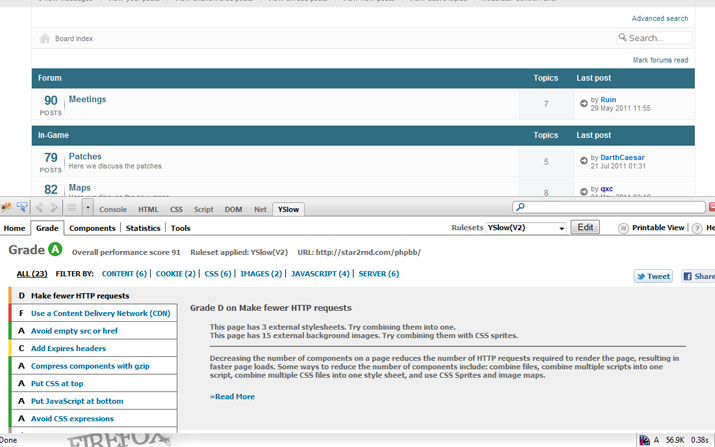 Advanced search
Board index
Search...
Mark forums read
Forum Topics Last post
90 POSTS Meetings 7 by Ruin
29 May 2011 11:55
In-Game Topics Last post
79 POSTS Patches 5 by DarthCaesar
Here we discuss the patches 21 Jul 2011 01:31
82 Maps 8 by qxc
Console HTML CSS Script DOM Net YSlow
Home Grade Components Statistics Tools Rulesets YSlow(V2) Edit Printable View He
Grade A Overall performance score 91 Ruleset applied: YSlow(V2) URL: http://star2rnd.com/phpbb/
ALL (23) FILTER BY: CONTENT (6) COOKIE (2) CSS (6) IMAGES (2) JAVASCRIPT (4) SERVER (6) Tweet Share
D Make fewer HTTP requests
F Use a Content Delivery Network (CDN)
A Avoid empty src or href
C Add Expires headers
A Compress components with gzip
A Put CSS at top
A Put JavaScript at bottom
A Avoid CSS expressions
Grade D on Make fewer HTTP requests
This page has 3 external stylesheets. Try combining them into one.
This page has 15 external background images. Try combining them with CSS sprites.
Decreasing the number of components on a page reduces the number of HTTP requests required to render the page, resulting in
faster page loads. Some ways to reduce the number of components include: combine files, combine multiple scripts into one
script, combine multiple CSS files into one style sheet, and use CSS Sprites and image maps.
»Read More
Done FIREFOX A 56.9K 0.38s